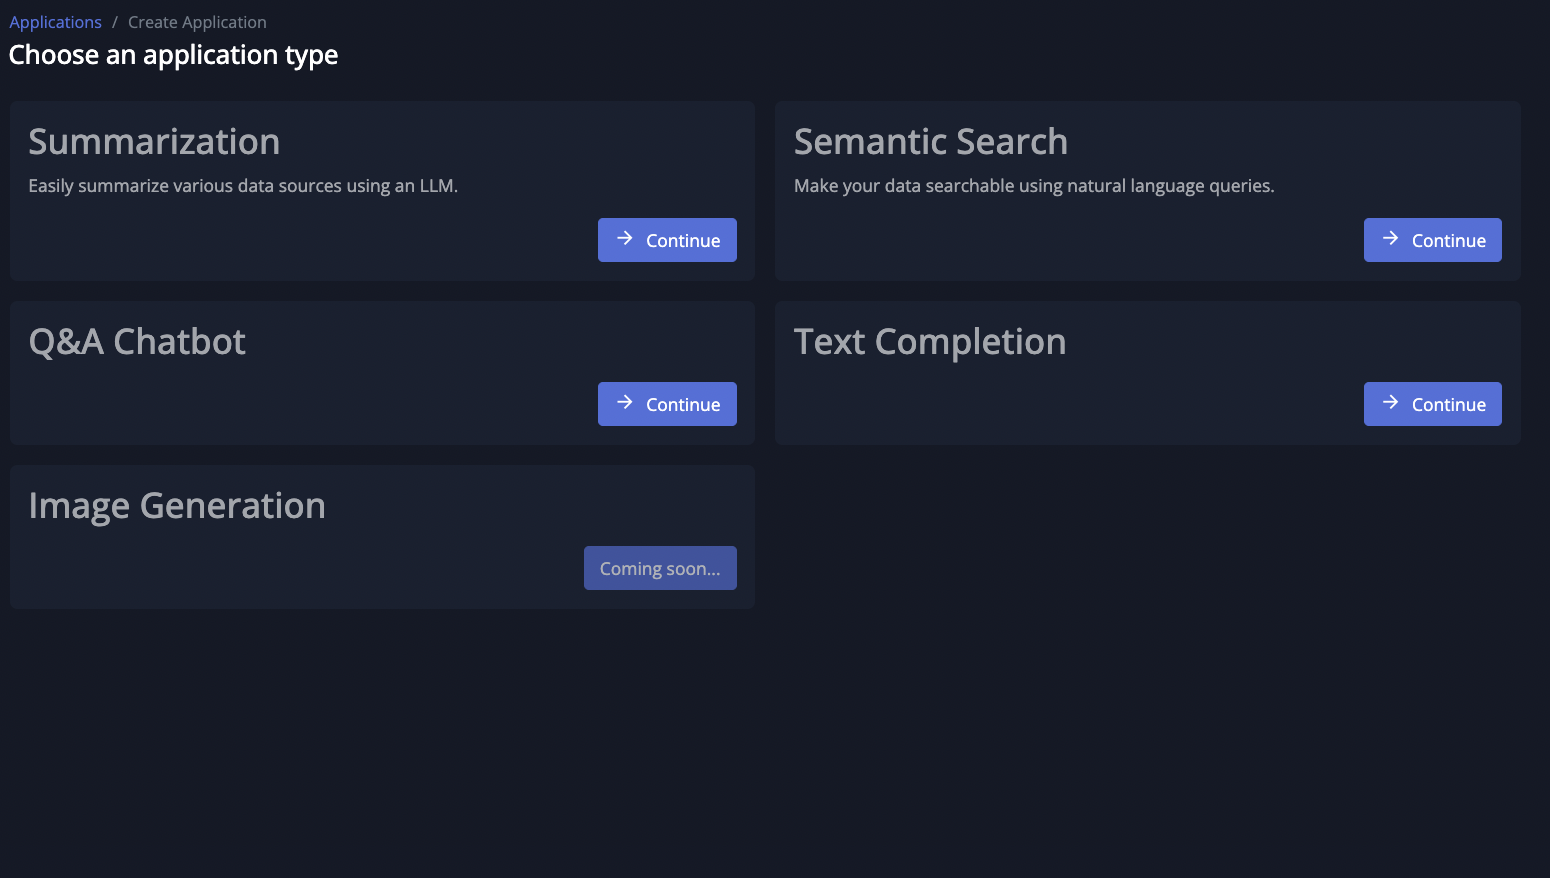 Applications / Create Application
Choose an application type
Summarization
Easily summarize various data sources using an LLM.
Continue
Semantic Search
Make your data searchable using natural language queries.
Continue
Q&A Chatbot
Continue
Text Completion
Continue
Image Generation
Coming soon...